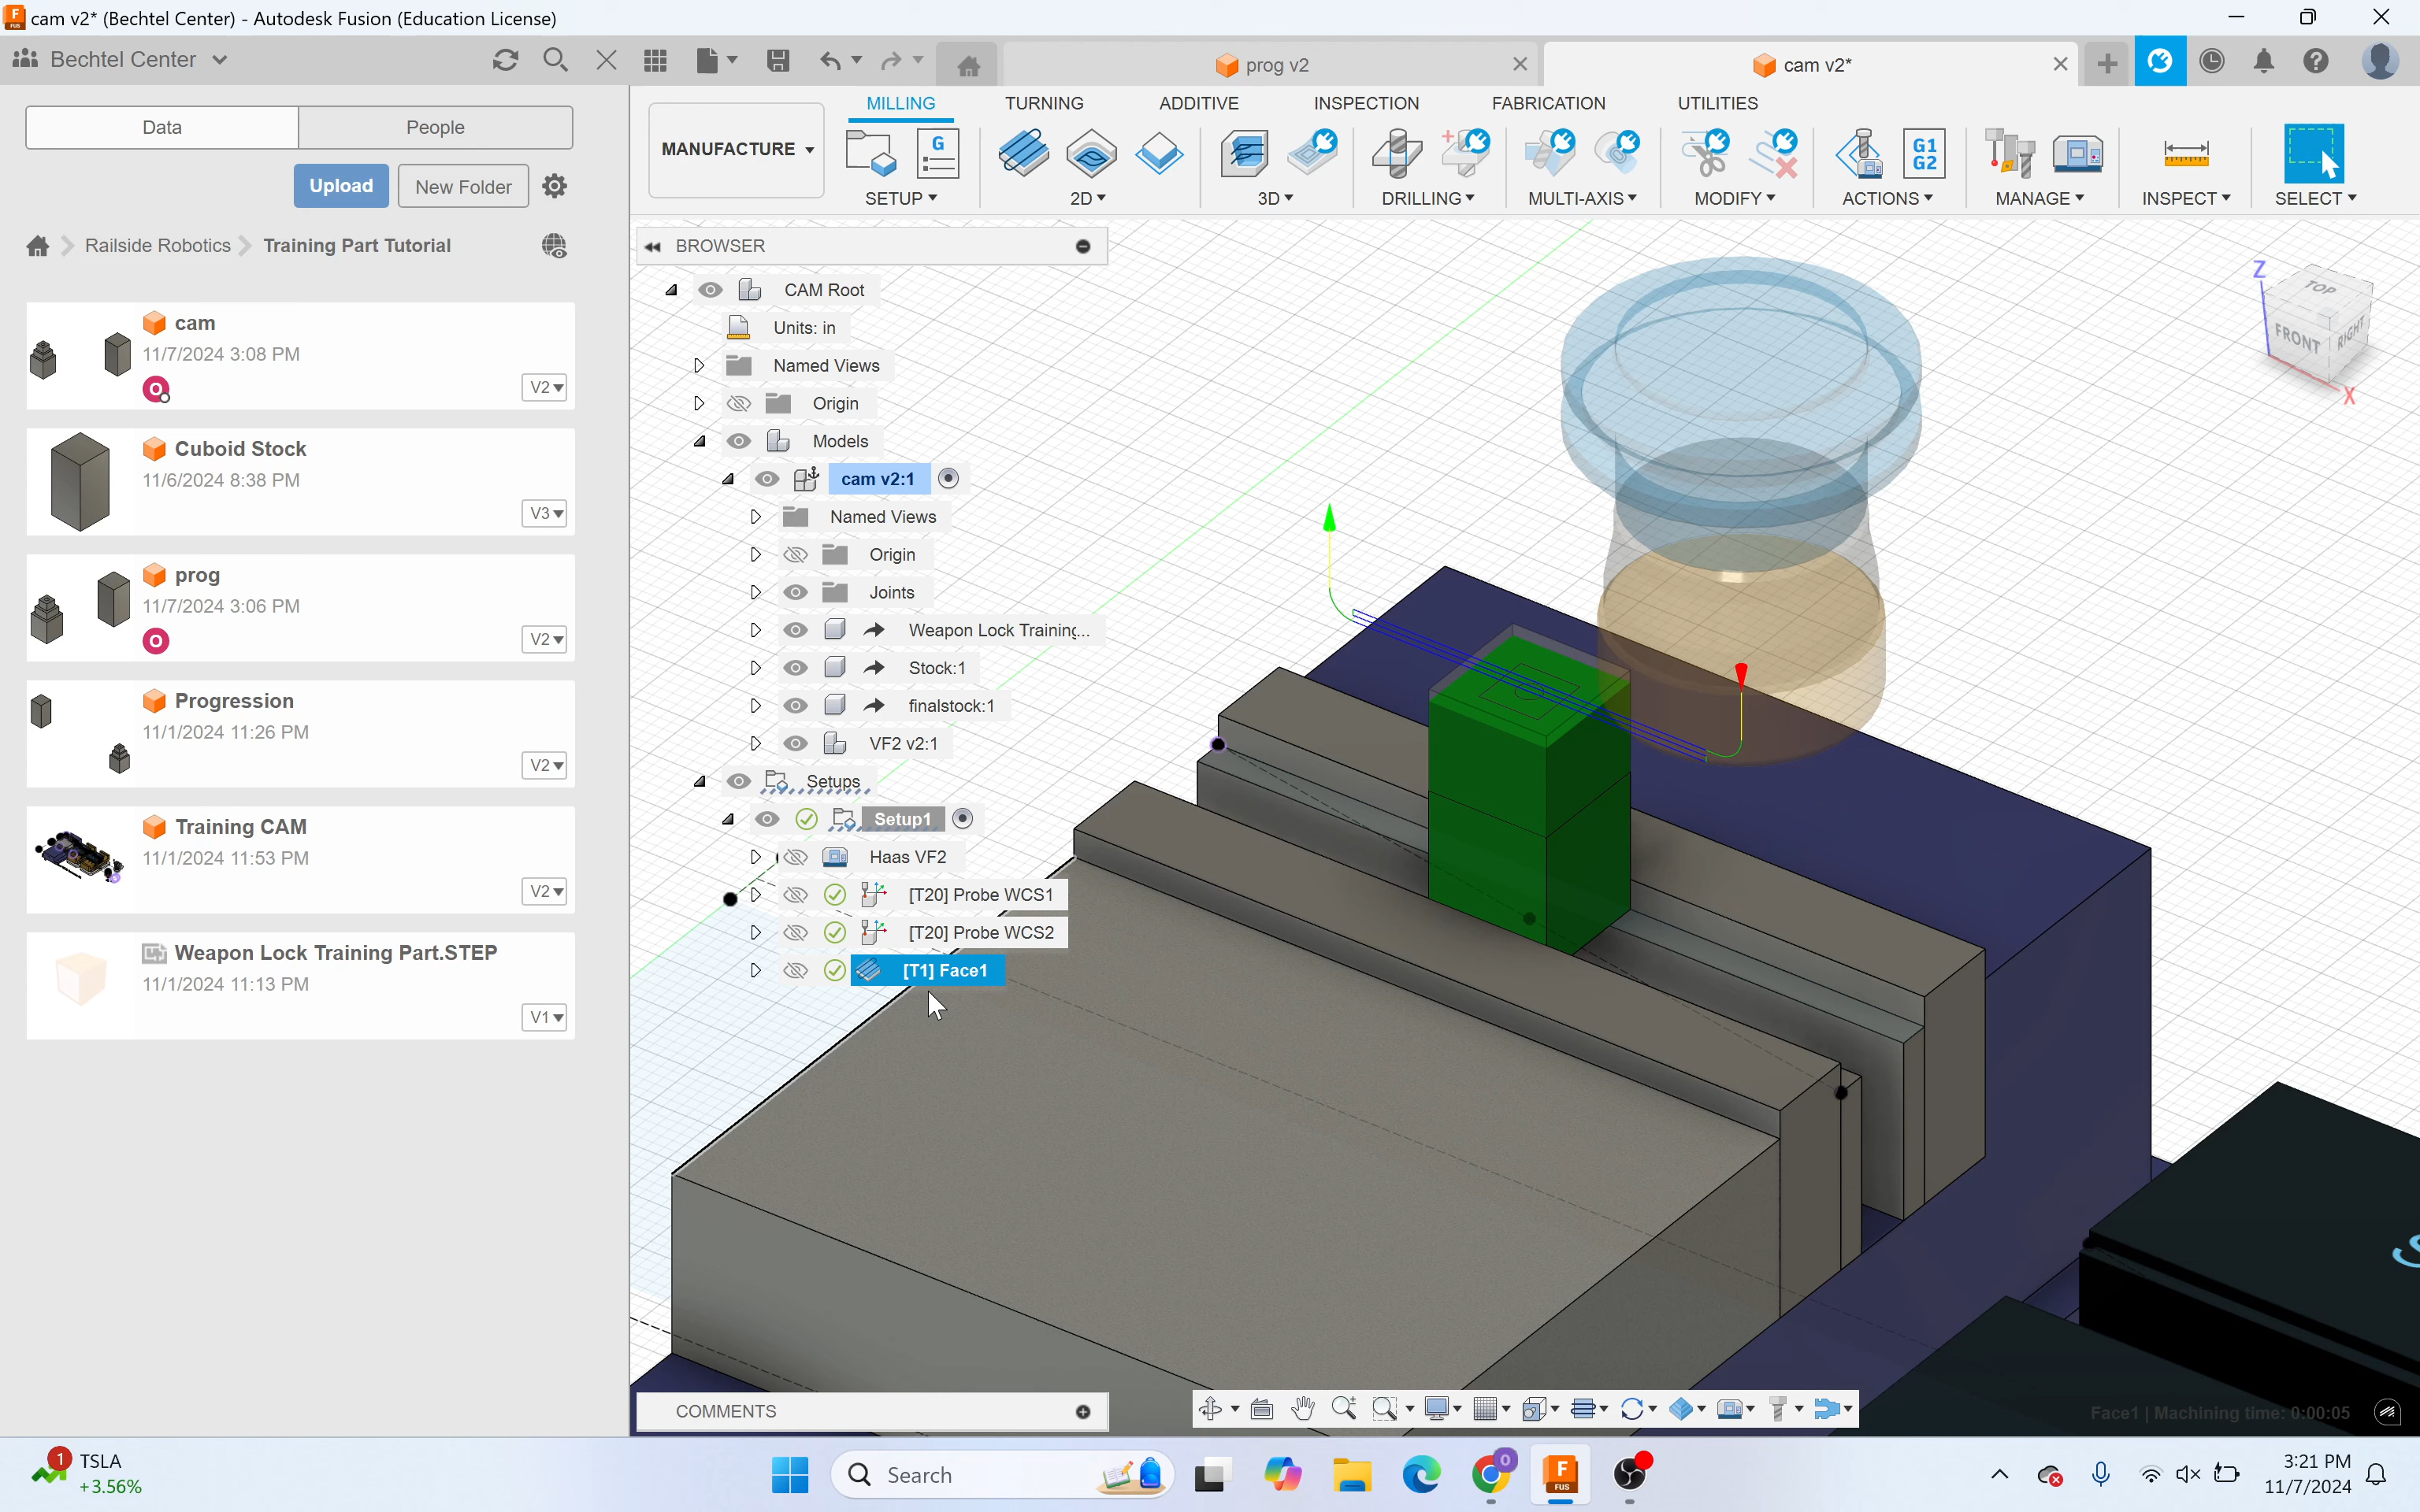 cam v2* (Bechtel Center) - Autodesk Fusion (Education License)
Bechtel Center
prog v2
cam v2*
Data
People
Upload
New Folder
Railside Robotics
Training Part Tutorial
cam
11/7/2024 3:08 PM
O
V2
Cuboid Stock
11/6/2024 8:38 PM
V3
prog
11/7/2024 3:06 PM
O
V2
Progression
11/1/2024 11:26 PM
V2
Training CAM
11/1/2024 11:53 PM
V2
Weapon Lock Training Part.STEP
11/1/2024 11:13 PM
V1
MANUFACTURE
MILLING
TURNING
ADDITIVE
INSPECTION
FABRICATION
UTILITIES
G
G1
G2
SETUP
2D
3D
DRILLING
MULTI-AXIS
MODIFY
ACTIONS
MANAGE
INSPECT
SELECT
BROWSER
CAM Root
Units: in
Named Views
Origin
Models
cam v2:1
Named Views
Origin
Joints
Weapon Lock Training...
Stock:1
finalstock:1
VF2 v2:1
Setups
Setup1
Haas VF2
[T20] Probe WCS1
[T20] Probe WCS2
[T1] Face1
Z
TOP
FRONT
RIGHT
X
COMMENTS
Face1 | Machining time: 0:00:05
1
TSLA
+3.56%
Search
0
F
FUS
3:21 PM
11/7/2024